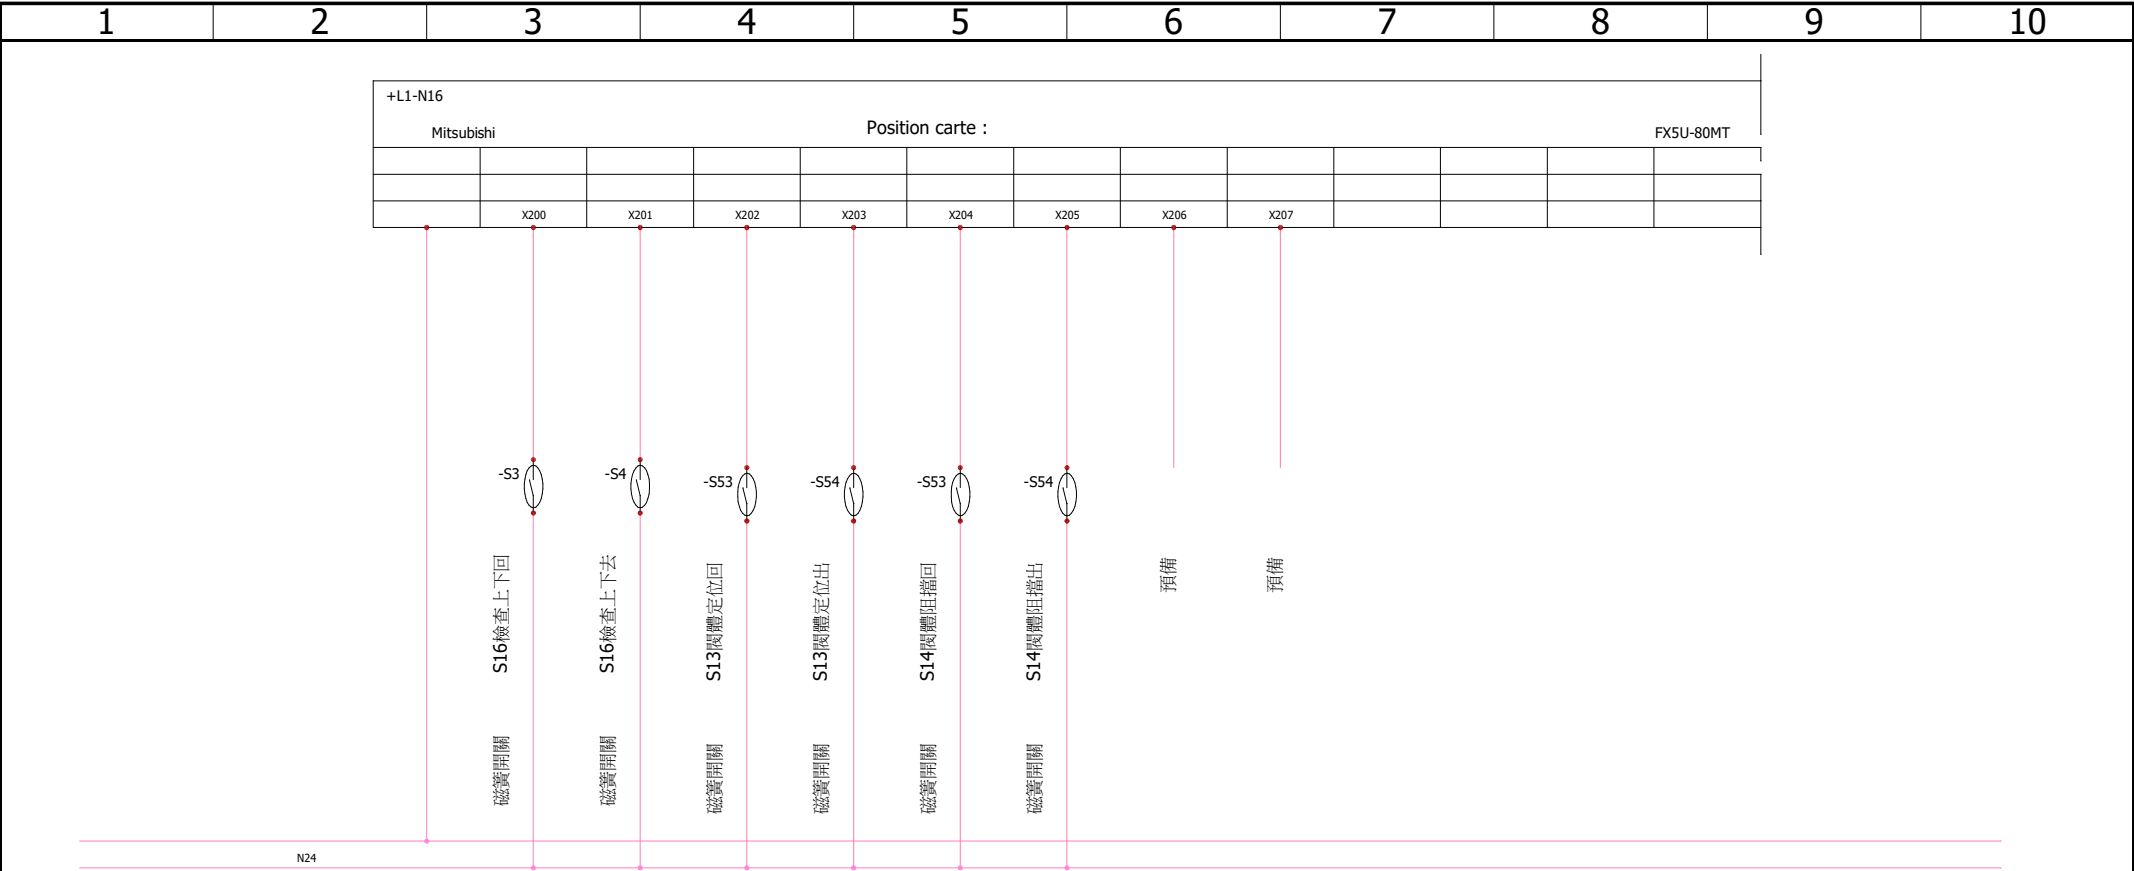 1 2 3 4 5 6 7 8 9 10
+L1-N16
Mitsubishi Position carte : FX5U-80MT
X200 X201 X202 X203 X204 X205 X206 X207
-S3 -S4 -S53 -S54 -S53 -S54
S16檢查上下回
S16檢查上下去
S13閥體定位回
S13閥體定位出
S14閥體阻擋回
S14閥體阻擋出
預備
預備
磁簧開關
磁簧開關
磁簧開關
磁簧開關
磁簧開關
磁簧開關
N24